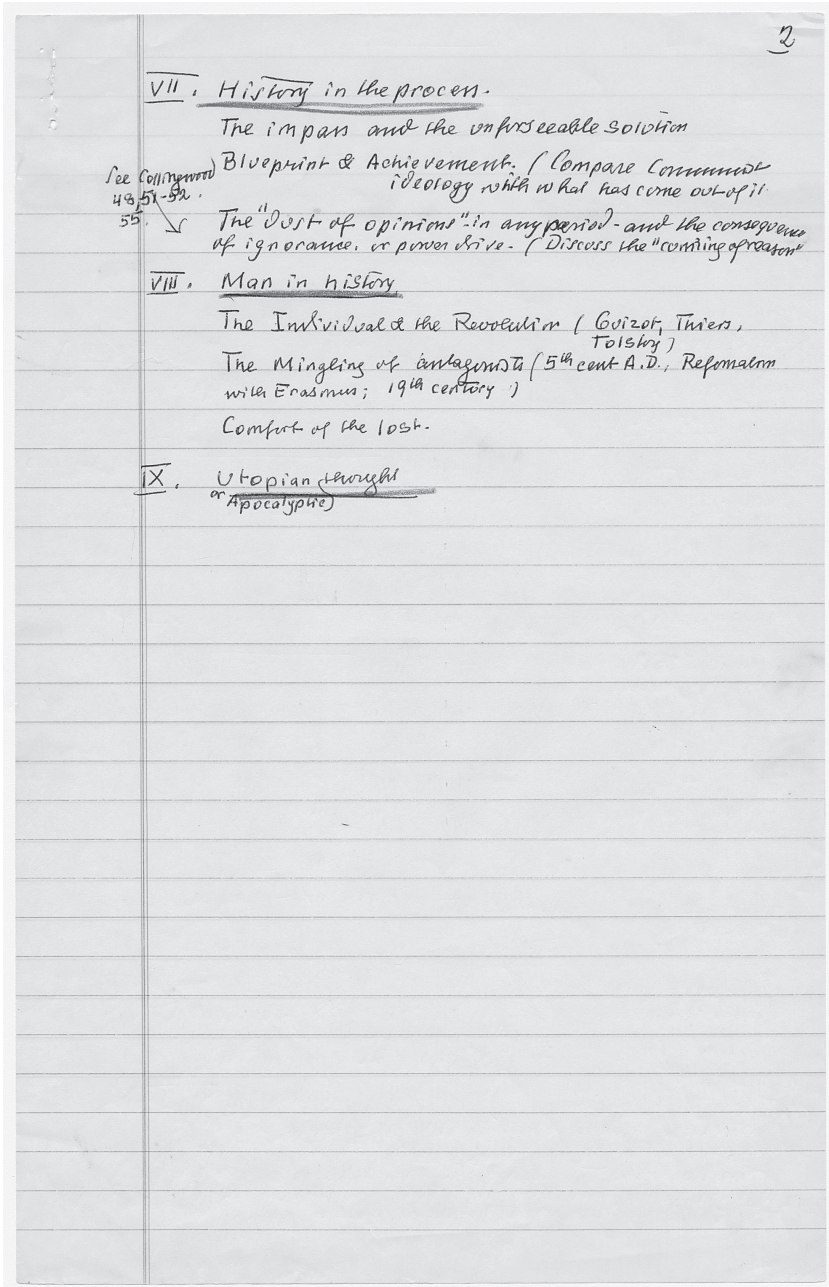 2
VII. History in the process.
The impass and the unforseeable solution
Blueprint & Achievement. (Compare Communist
ideology with what has come out of it.
See Collingwood)
48, 51-52.
55.
The "dust of opinions" - in any period - and the consequence
of ignorance, or power drive. (Discuss the "cunning of reason"
VIII. Man in history
The Individual & the Revolution (Guizot, Thiers,
Tolstoy)
The Mingling of antagonists (5th cent A.D., Refomation
with Erasmus; 19th century)
Comfort of the lost.
IX. Utopian thought
or Apocalyptic)